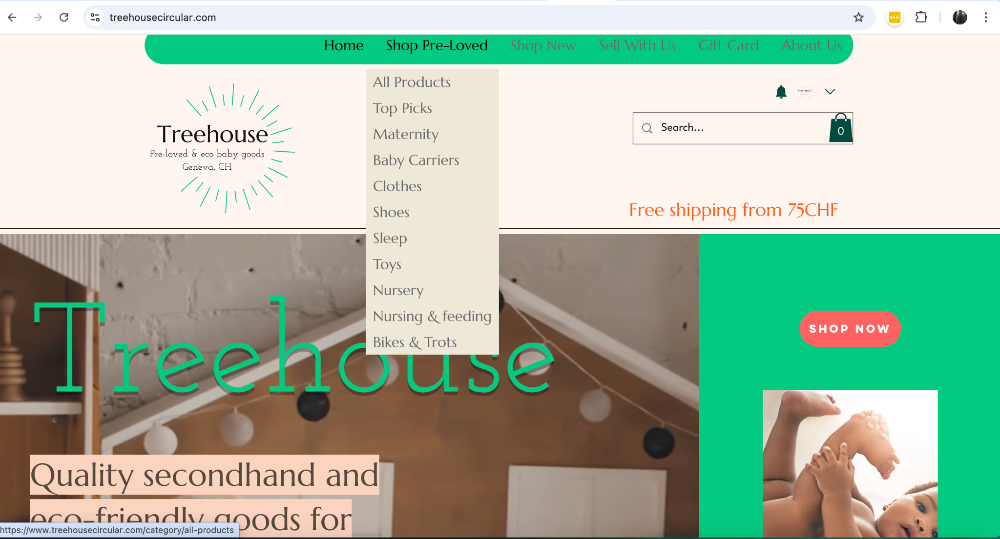 treehousecircular.com
Home Shop Pre-Loved Shop New Sell With Us Gift Card About Us
All Products
Top Picks
Maternity
Baby Carriers
Clothes
Shoes
Sleep
Toys
Nursery
Nursing & feeding
Bikes & Trots
Treehouse
Pre-loved & eco baby goods
Geneva, CH
Treehouse
Search...
0
Free shipping from 75CHF
Treehouse
SHOP NOW
Quality secondhand and
eco-friendly goods for
https://www.treehousecircular.com/category/all-products